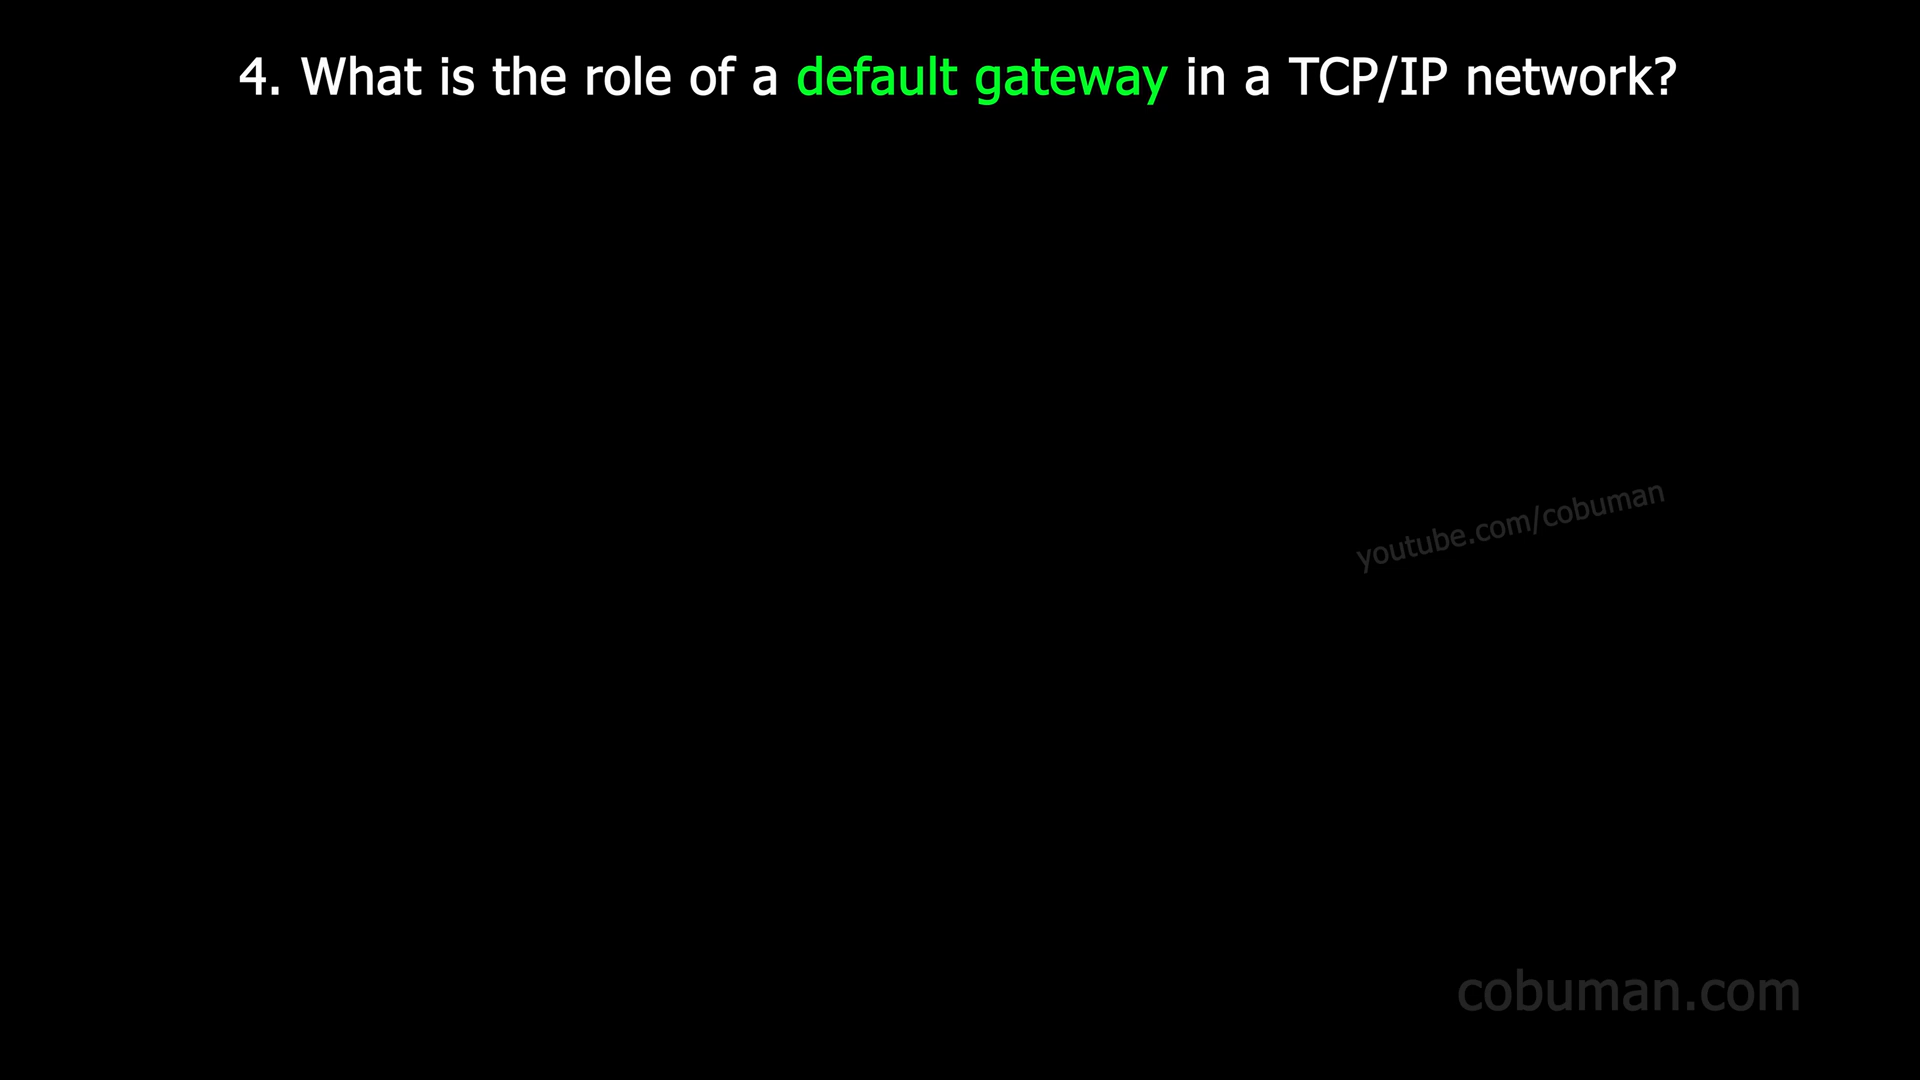 4. What is the role of a default gateway in a TCP/IP network?
youtube.com/cobuman
cobuman.com